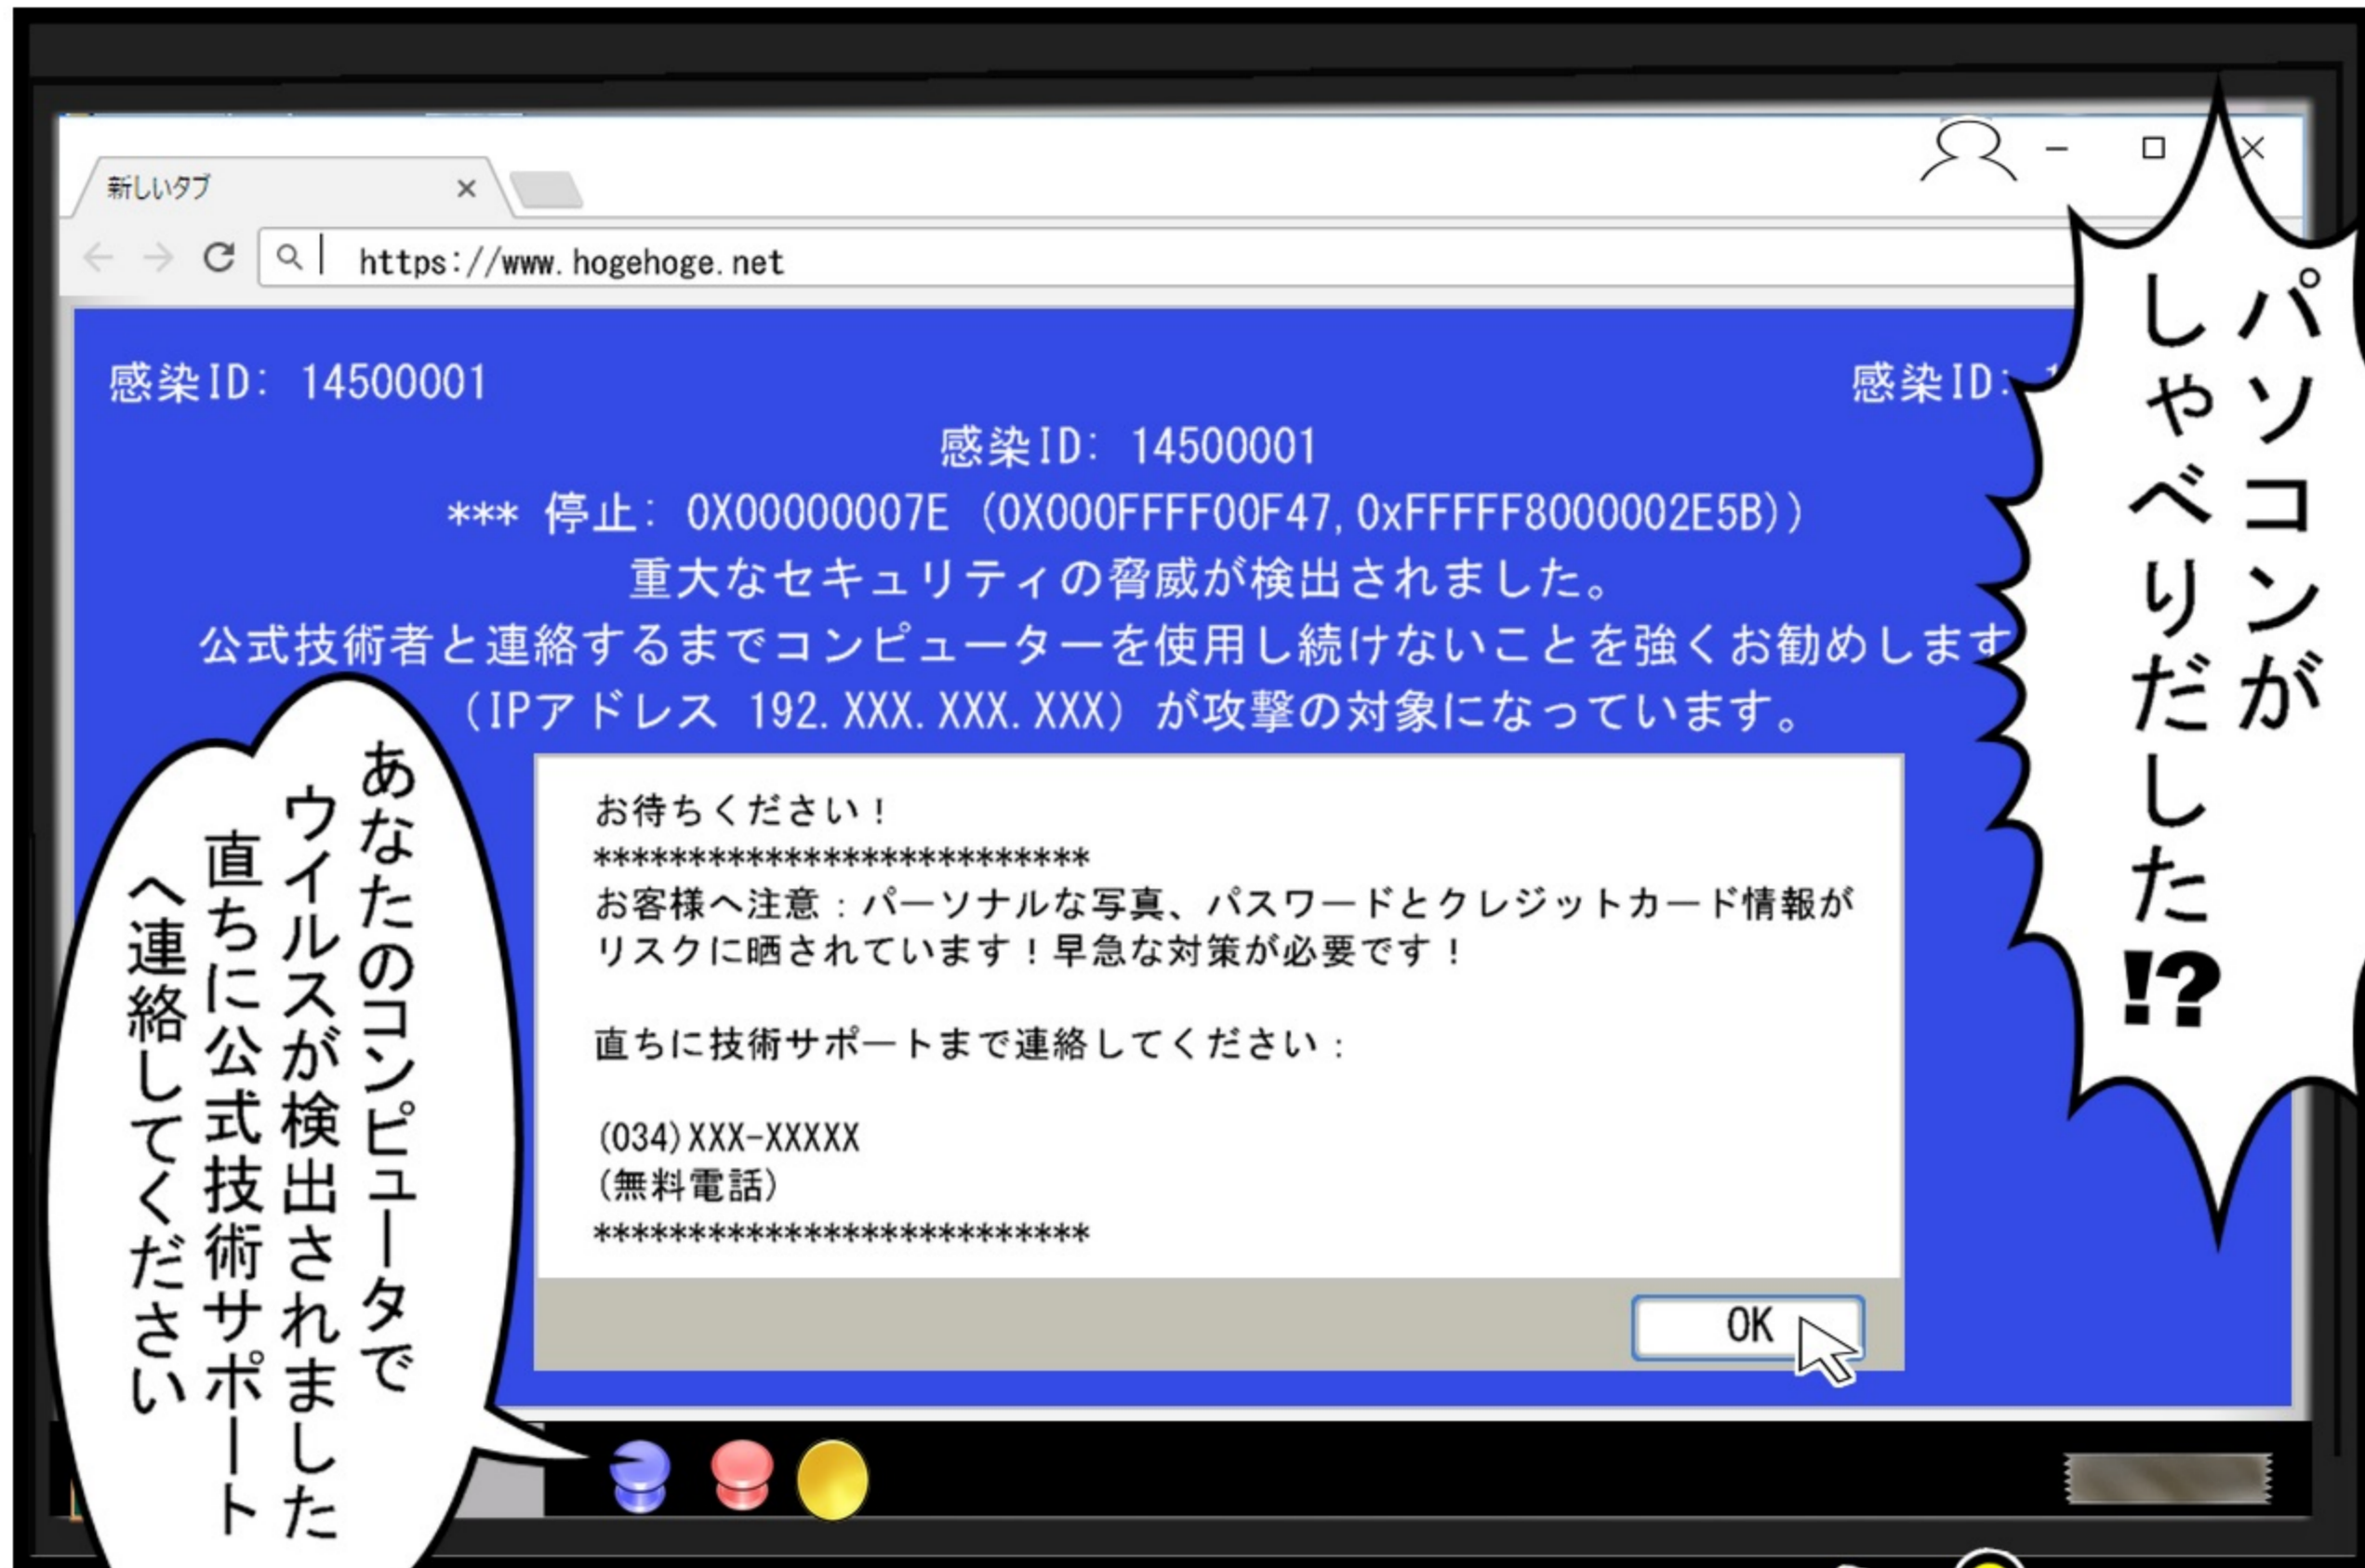 新しいタブ
https://www.hogehoge.net
感染ID: 14500001
感染ID:
感染ID: 14500001
*** 停止: 0X00000007E (0X000FFFF00F47,0xFFFFF8000002E5B))
重大なセキュリティの脅威が検出されました。
公式技術者と連絡するまでコンピューターを使用し続けないことを強くお勧めします
(IPアドレス 192.XXX.XXX.XXX) が攻撃の対象になっています。
パソコンが
しゃべりだした!?
お待ちください!
**************************
お客様へ注意:パーソナルな写真、パスワードとクレジットカード情報が
リスクに晒されています!早急な対策が必要です!
直ちに技術サポートまで連絡してください:
(034)XXX-XXXXX
(無料電話)
**************************
OK
あなたのコンピュータで
ウイルスが検出されました
直ちに公式技術サポート
へ連絡してください